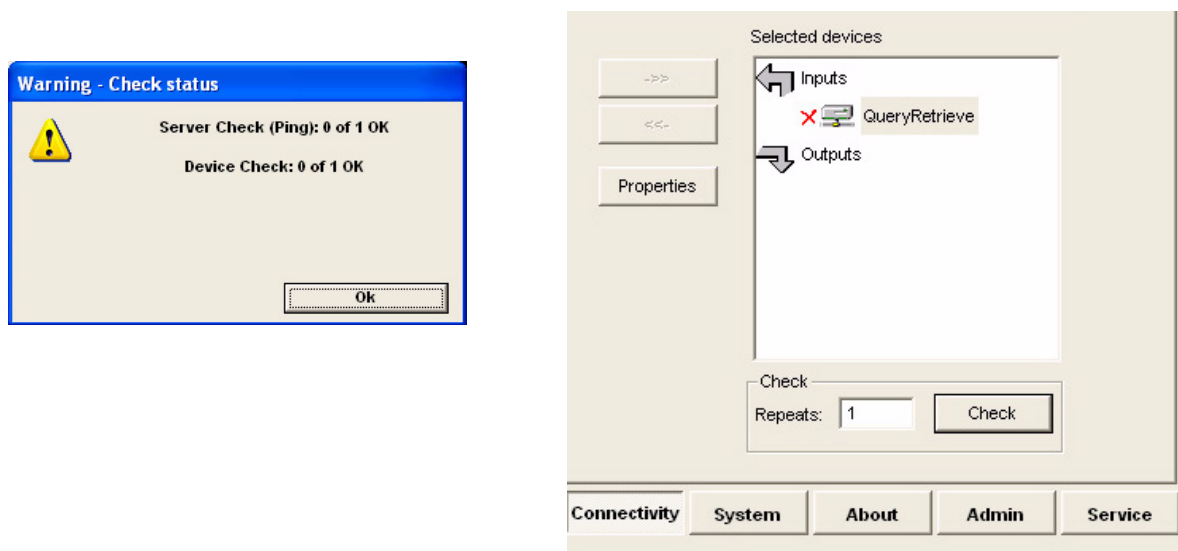 Warning - Check status
Server Check (Ping): 0 of 1 OK
Device Check: 0 of 1 OK
Ok
Selected devices
->>
<<-
Properties
Inputs
QueryRetrieve
Outputs
Check
Repeats: 1 Check
Connectivity System About Admin Service